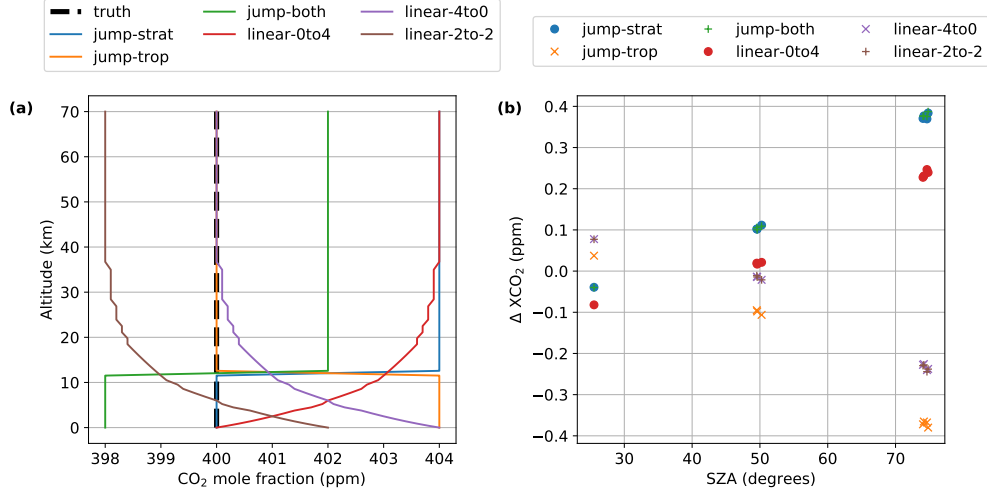 truth jump-both linear-4to0
jump-strat linear-0to4 linear-2to-2
jump-trop
jump-strat jump-both linear-4to0
jump-trop linear-0to4 linear-2to-2
(a)
70
60
50
40
30
20
10
0
Altitude (km)
398 399 400 401 402 403 404
CO₂ mole fraction (ppm)
(b)
0.4
0.3
0.2
0.1
0.0
−0.1
−0.2
−0.3
−0.4
Δ XCO₂ (ppm)
30 40 50 60 70
SZA (degrees)